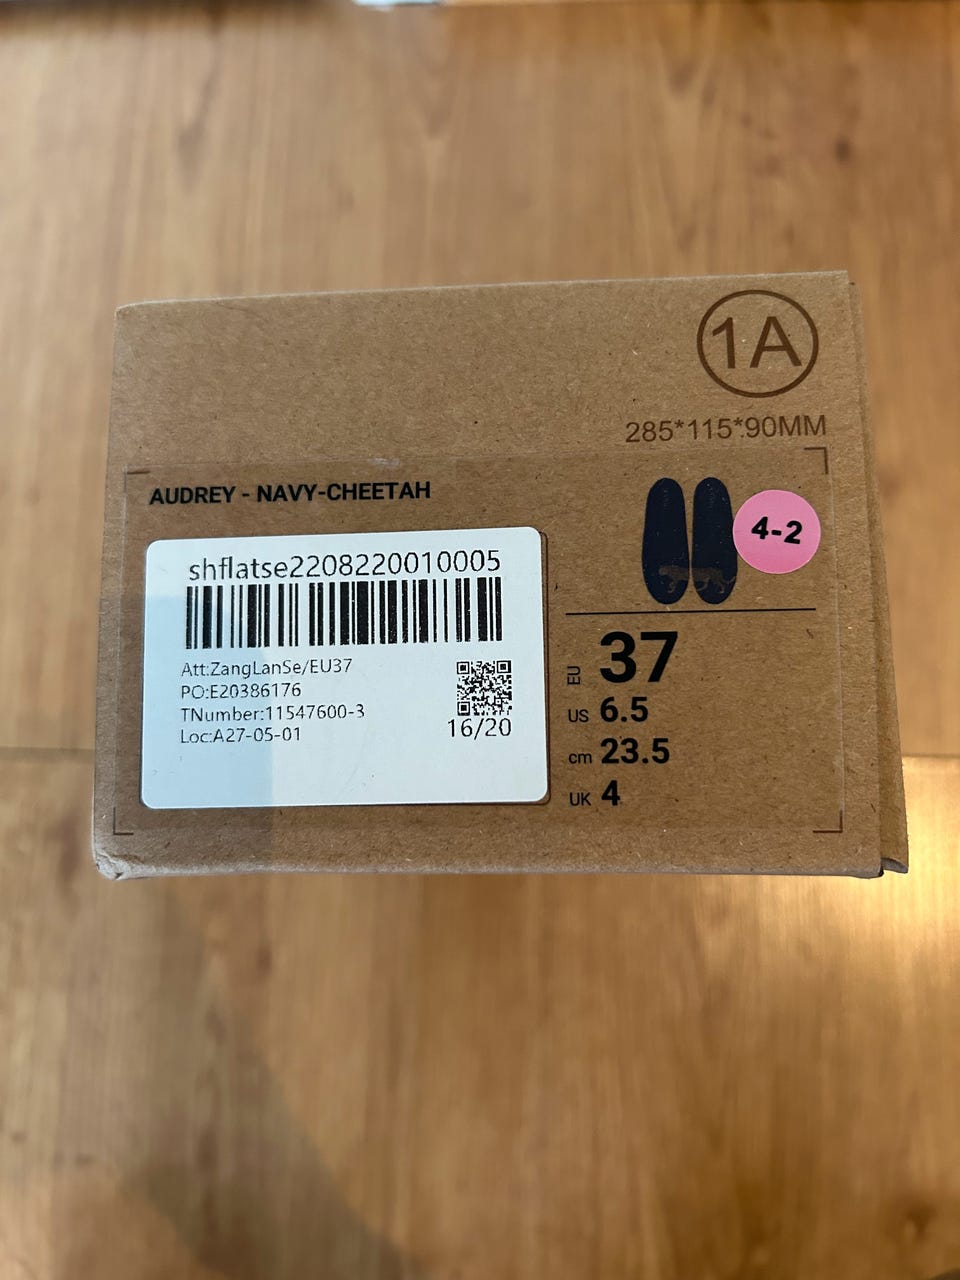 1A
285*115*90MM
AUDREY - NAVY-CHEETAH
4-2
shflatse2208220010005
Att:ZangLanSe/EU37
PO:E20386176
TNumber:11547600-3
Loc:A27-05-01
16/20
EU 37
US 6.5
cm 23.5
UK 4